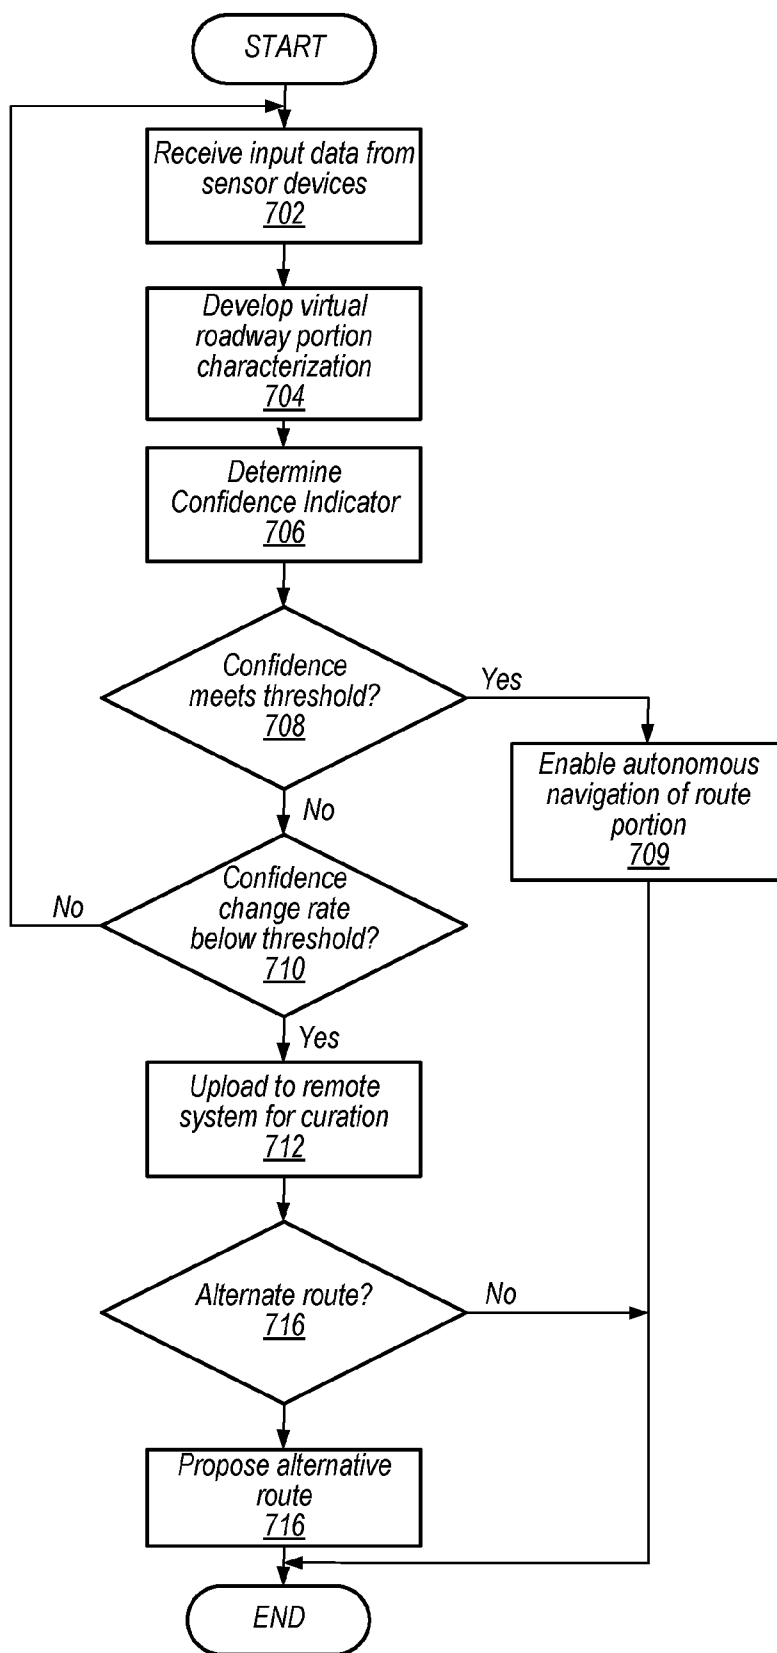 START
Receive input data from
sensor devices
702
Develop virtual
roadway portion
characterization
704
Determine
Confidence Indicator
706
Confidence
meets threshold?
708
Yes
Enable autonomous
navigation of route
portion
709
No
Confidence
change rate
below threshold?
710
No
Yes
Upload to remote
system for curation
712
Alternate route?
716
No
Propose alternative
route
716
END